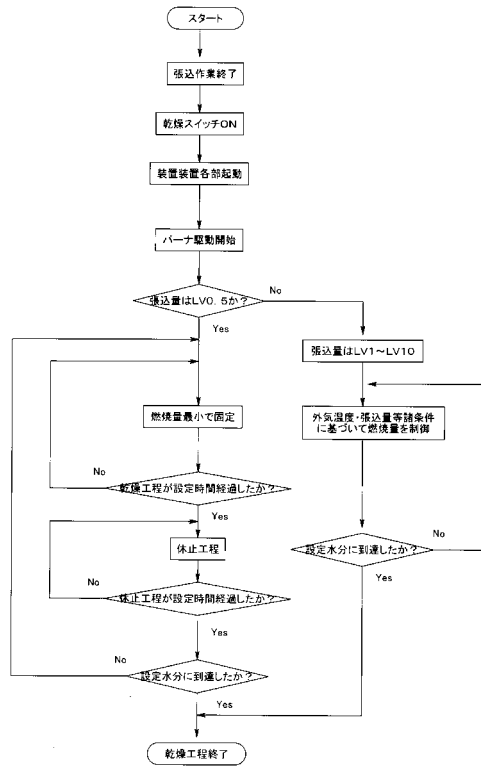 スタート
張込作業終了
乾燥スイッチON
装置装置各部起動
バーナ駆動開始
張込量はLV0.5か?
No
Yes
張込量はLV1～LV10
燃焼量最小で固定
外気温度・張込量等諸条件
に基づいて燃焼量を制御
No
乾燥工程が設定時間経過したか?
Yes
休止工程
設定水分に到達したか?
No
Yes
No
休止工程が設定時間経過したか?
Yes
No
設定水分に到達したか?
Yes
乾燥工程終了